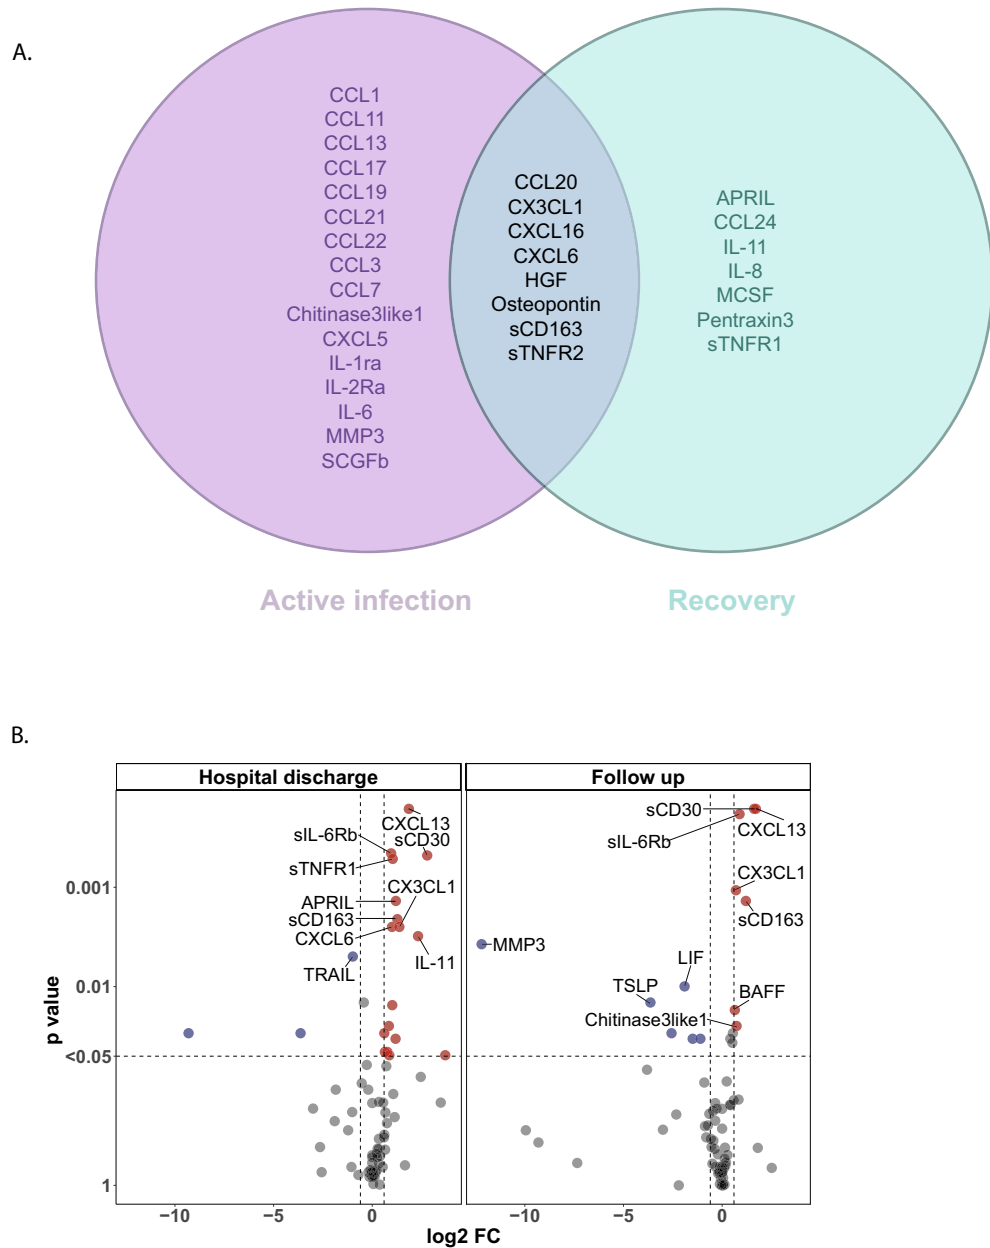 A.
CCL1
CCL11
CCL13
CCL17
CCL19
CCL21
CCL22
CCL3
CCL7
Chitinase3like1
CXCL5
IL-1ra
IL-2Ra
IL-6
MMP3
SCGFb
CCL20
CX3CL1
CXCL16
CXCL6
HGF
Osteopontin
sCD163
sTNFR2
APRIL
CCL24
IL-11
IL-8
MCSF
Pentraxin3
sTNFR1
Active infection
Recovery
B.
Hospital discharge
CXCL13
sIL-6Rb
sCD30
sTNFR1
CX3CL1
APRIL
sCD163
CXCL6
IL-11
TRAIL
Follow up
sCD30
CXCL13
sIL-6Rb
CX3CL1
sCD163
MMP3
LIF
TSLP
BAFF
Chitinase3like1
p value
0.001
0.01
<0.05
1
−10
−5
0
−10
−5
0
log2 FC